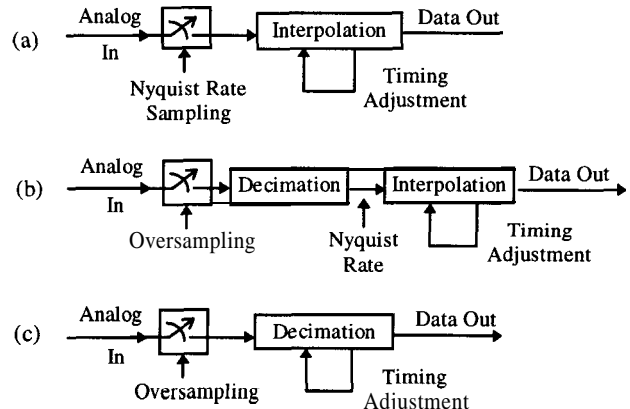 (a)
Analog
In
Nyquist Rate
Sampling
Interpolation
Timing
Adjustment
Data Out
(b)
Analog
In
Oversampling
Decimation
Nyquist
Rate
Interpolation
Timing
Adjustment
Data Out
(c)
Analog
In
Oversampling
Decimation
Timing
Adjustment
Data Out